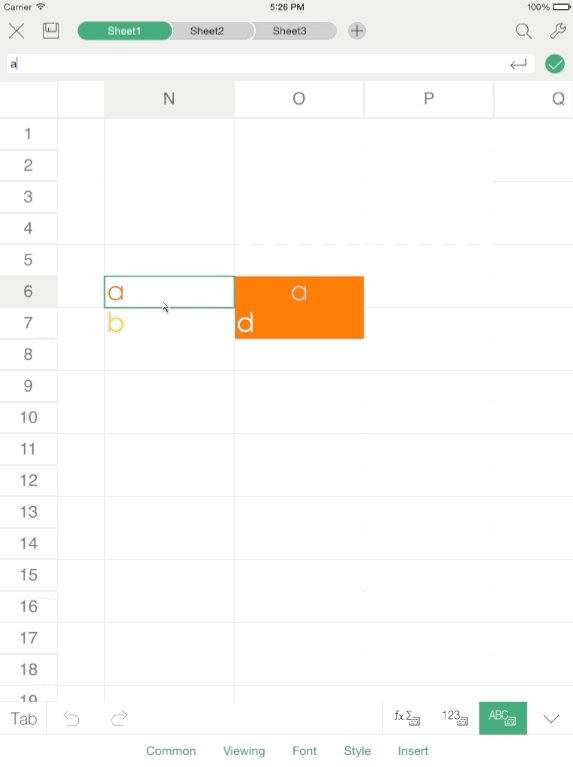 Carrier 5:26 PM 100%
Sheet1 Sheet2 Sheet3
a
N O P Q
1
2
3
4
5
6 a a
7 b d
8
9
10
11
12
13
14
15
16
17
18
19
Tab fx Σ 123 ABC
Common Viewing Font Style Insert